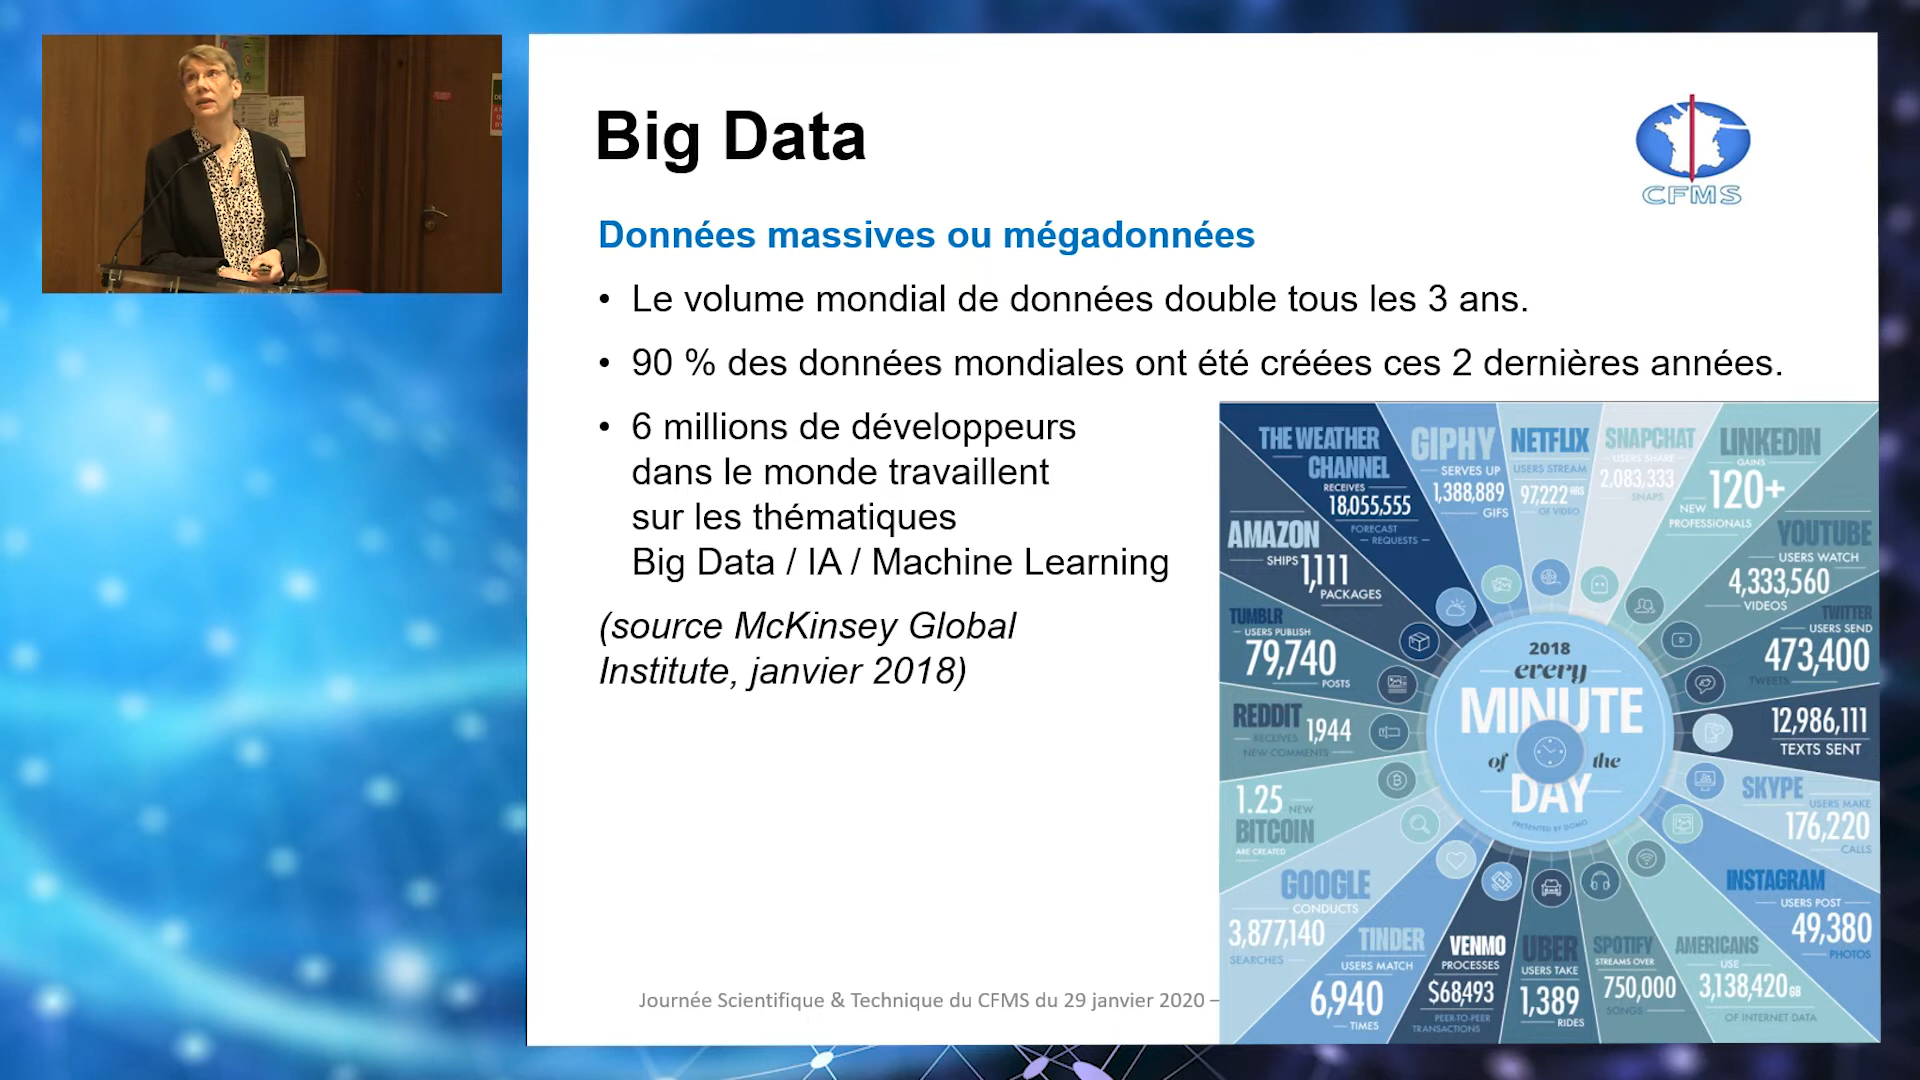 Big Data
CFMS
Données massives ou mégadonnées
• Le volume mondial de données double tous les 3 ans.
• 90 % des données mondiales ont été créées ces 2 dernières années.
• 6 millions de développeurs
dans le monde travaillent
sur les thématiques
Big Data / IA / Machine Learning
(source McKinsey Global
Institute, janvier 2018)
THE WEATHER
CHANNEL
RECEIVES
18,055,555
FORECAST
REQUESTS
GIPHY
SERVES UP
1,388,889
GIFS
NETFLIX
USERS STREAM
97,222 HRS
OF VIDEO
SNAPCHAT
USERS SHARE
2,083,333
SNAPS
LINKEDIN
GAINS
120+
NEW
PROFESSIONALS
YOUTUBE
USERS WATCH
4,333,560
VIDEOS
TWITTER
USERS SEND
473,400
TWEETS
12,986,111
TEXTS SENT
SKYPE
USERS MAKE
176,220
CALLS
INSTAGRAM
USERS POST
49,380
PHOTOS
AMERICANS
USE
3,138,420 GB
OF INTERNET DATA
SPOTIFY
STREAMS OVER
750,000
SONGS
UBER
USERS TAKE
1,389
RIDES
VENMO
PROCESSES
$68,493
PEER-TO-PEER
TRANSACTIONS
TINDER
USERS MATCH
6,940
TIMES
GOOGLE
CONDUCTS
3,877,140
SEARCHES
1.25 NEW
BITCOIN
ARE CREATED
REDDIT
RECEIVES 1,944
NEW COMMENTS
TUMBLR
USERS PUBLISH
79,740
POSTS
AMAZON
SHIPS 1,111
PACKAGES
2018
every
MINUTE
of the
DAY
PRESENTED BY DOMO
Journée Scientifique & Technique du CFMS du 29 janvier 2020 –